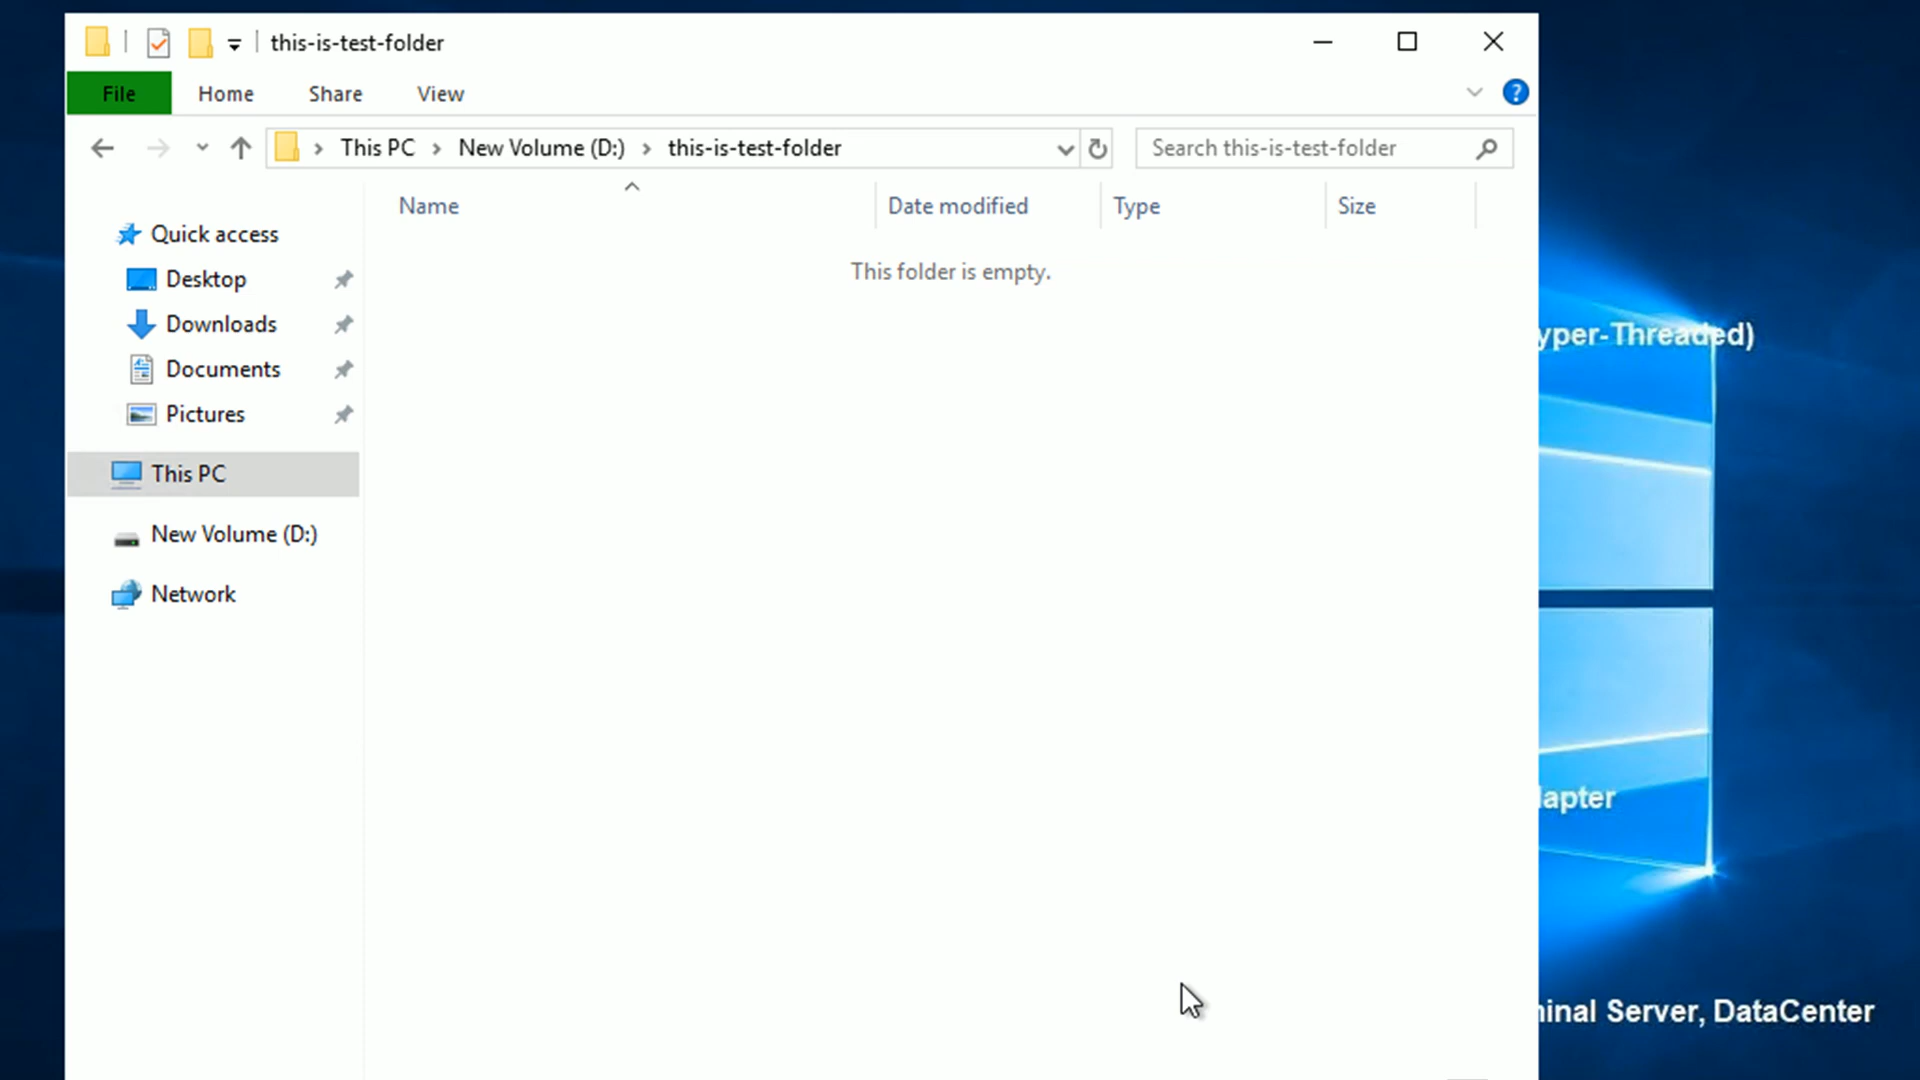 this-is-test-folder
File Home Share View
This PC New Volume (D:) this-is-test-folder
Search this-is-test-folder
Name Date modified Type Size
This folder is empty.
Quick access
Desktop
Downloads
Documents
Pictures
This PC
New Volume (D:)
Network
yper-Threaded)
lapter
ninal Server, DataCenter